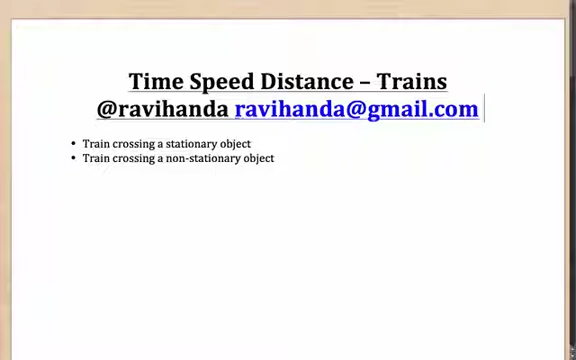 Time Speed Distance – Trains
@ravihanda ravihanda@gmail.com
• Train crossing a stationary object
• Train crossing a non-stationary object